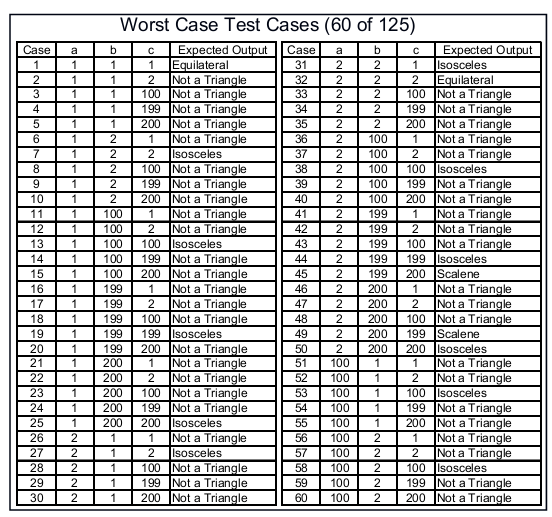 Worst Case Test Cases (60 of 125)
Case a b c Expected Output Case a b c Expected Output
1 1 1 1 Equilateral 31 2 2 1 Isosceles
2 1 1 2 Not a Triangle 32 2 2 2 Equilateral
3 1 1 100 Not a Triangle 33 2 2 100 Not a Triangle
4 1 1 199 Not a Triangle 34 2 2 199 Not a Triangle
5 1 1 200 Not a Triangle 35 2 2 200 Not a Triangle
6 1 2 1 Not a Triangle 36 2 100 1 Not a Triangle
7 1 2 2 Isosceles 37 2 100 2 Not a Triangle
8 1 2 100 Not a Triangle 38 2 100 100 Isosceles
9 1 2 199 Not a Triangle 39 2 100 199 Not a Triangle
10 1 2 200 Not a Triangle 40 2 100 200 Not a Triangle
11 1 100 1 Not a Triangle 41 2 199 1 Not a Triangle
12 1 100 2 Not a Triangle 42 2 199 2 Not a Triangle
13 1 100 100 Isosceles 43 2 199 100 Not a Triangle
14 1 100 199 Not a Triangle 44 2 199 199 Isosceles
15 1 100 200 Not a Triangle 45 2 199 200 Scalene
16 1 199 1 Not a Triangle 46 2 200 1 Not a Triangle
17 1 199 2 Not a Triangle 47 2 200 2 Not a Triangle
18 1 199 100 Not a Triangle 48 2 200 100 Not a Triangle
19 1 199 199 Isosceles 49 2 200 199 Scalene
20 1 199 200 Not a Triangle 50 2 200 200 Isosceles
21 1 200 1 Not a Triangle 51 100 1 1 Not a Triangle
22 1 200 2 Not a Triangle 52 100 1 2 Not a Triangle
23 1 200 100 Not a Triangle 53 100 1 100 Isosceles
24 1 200 199 Not a Triangle 54 100 1 199 Not a Triangle
25 1 200 200 Isosceles 55 100 1 200 Not a Triangle
26 2 1 1 Not a Triangle 56 100 2 1 Not a Triangle
27 2 1 2 Isosceles 57 100 2 2 Not a Triangle
28 2 1 100 Not a Triangle 58 100 2 100 Isosceles
29 2 1 199 Not a Triangle 59 100 2 199 Not a Triangle
30 2 1 200 Not a Triangle 60 100 2 200 Not a Triangle